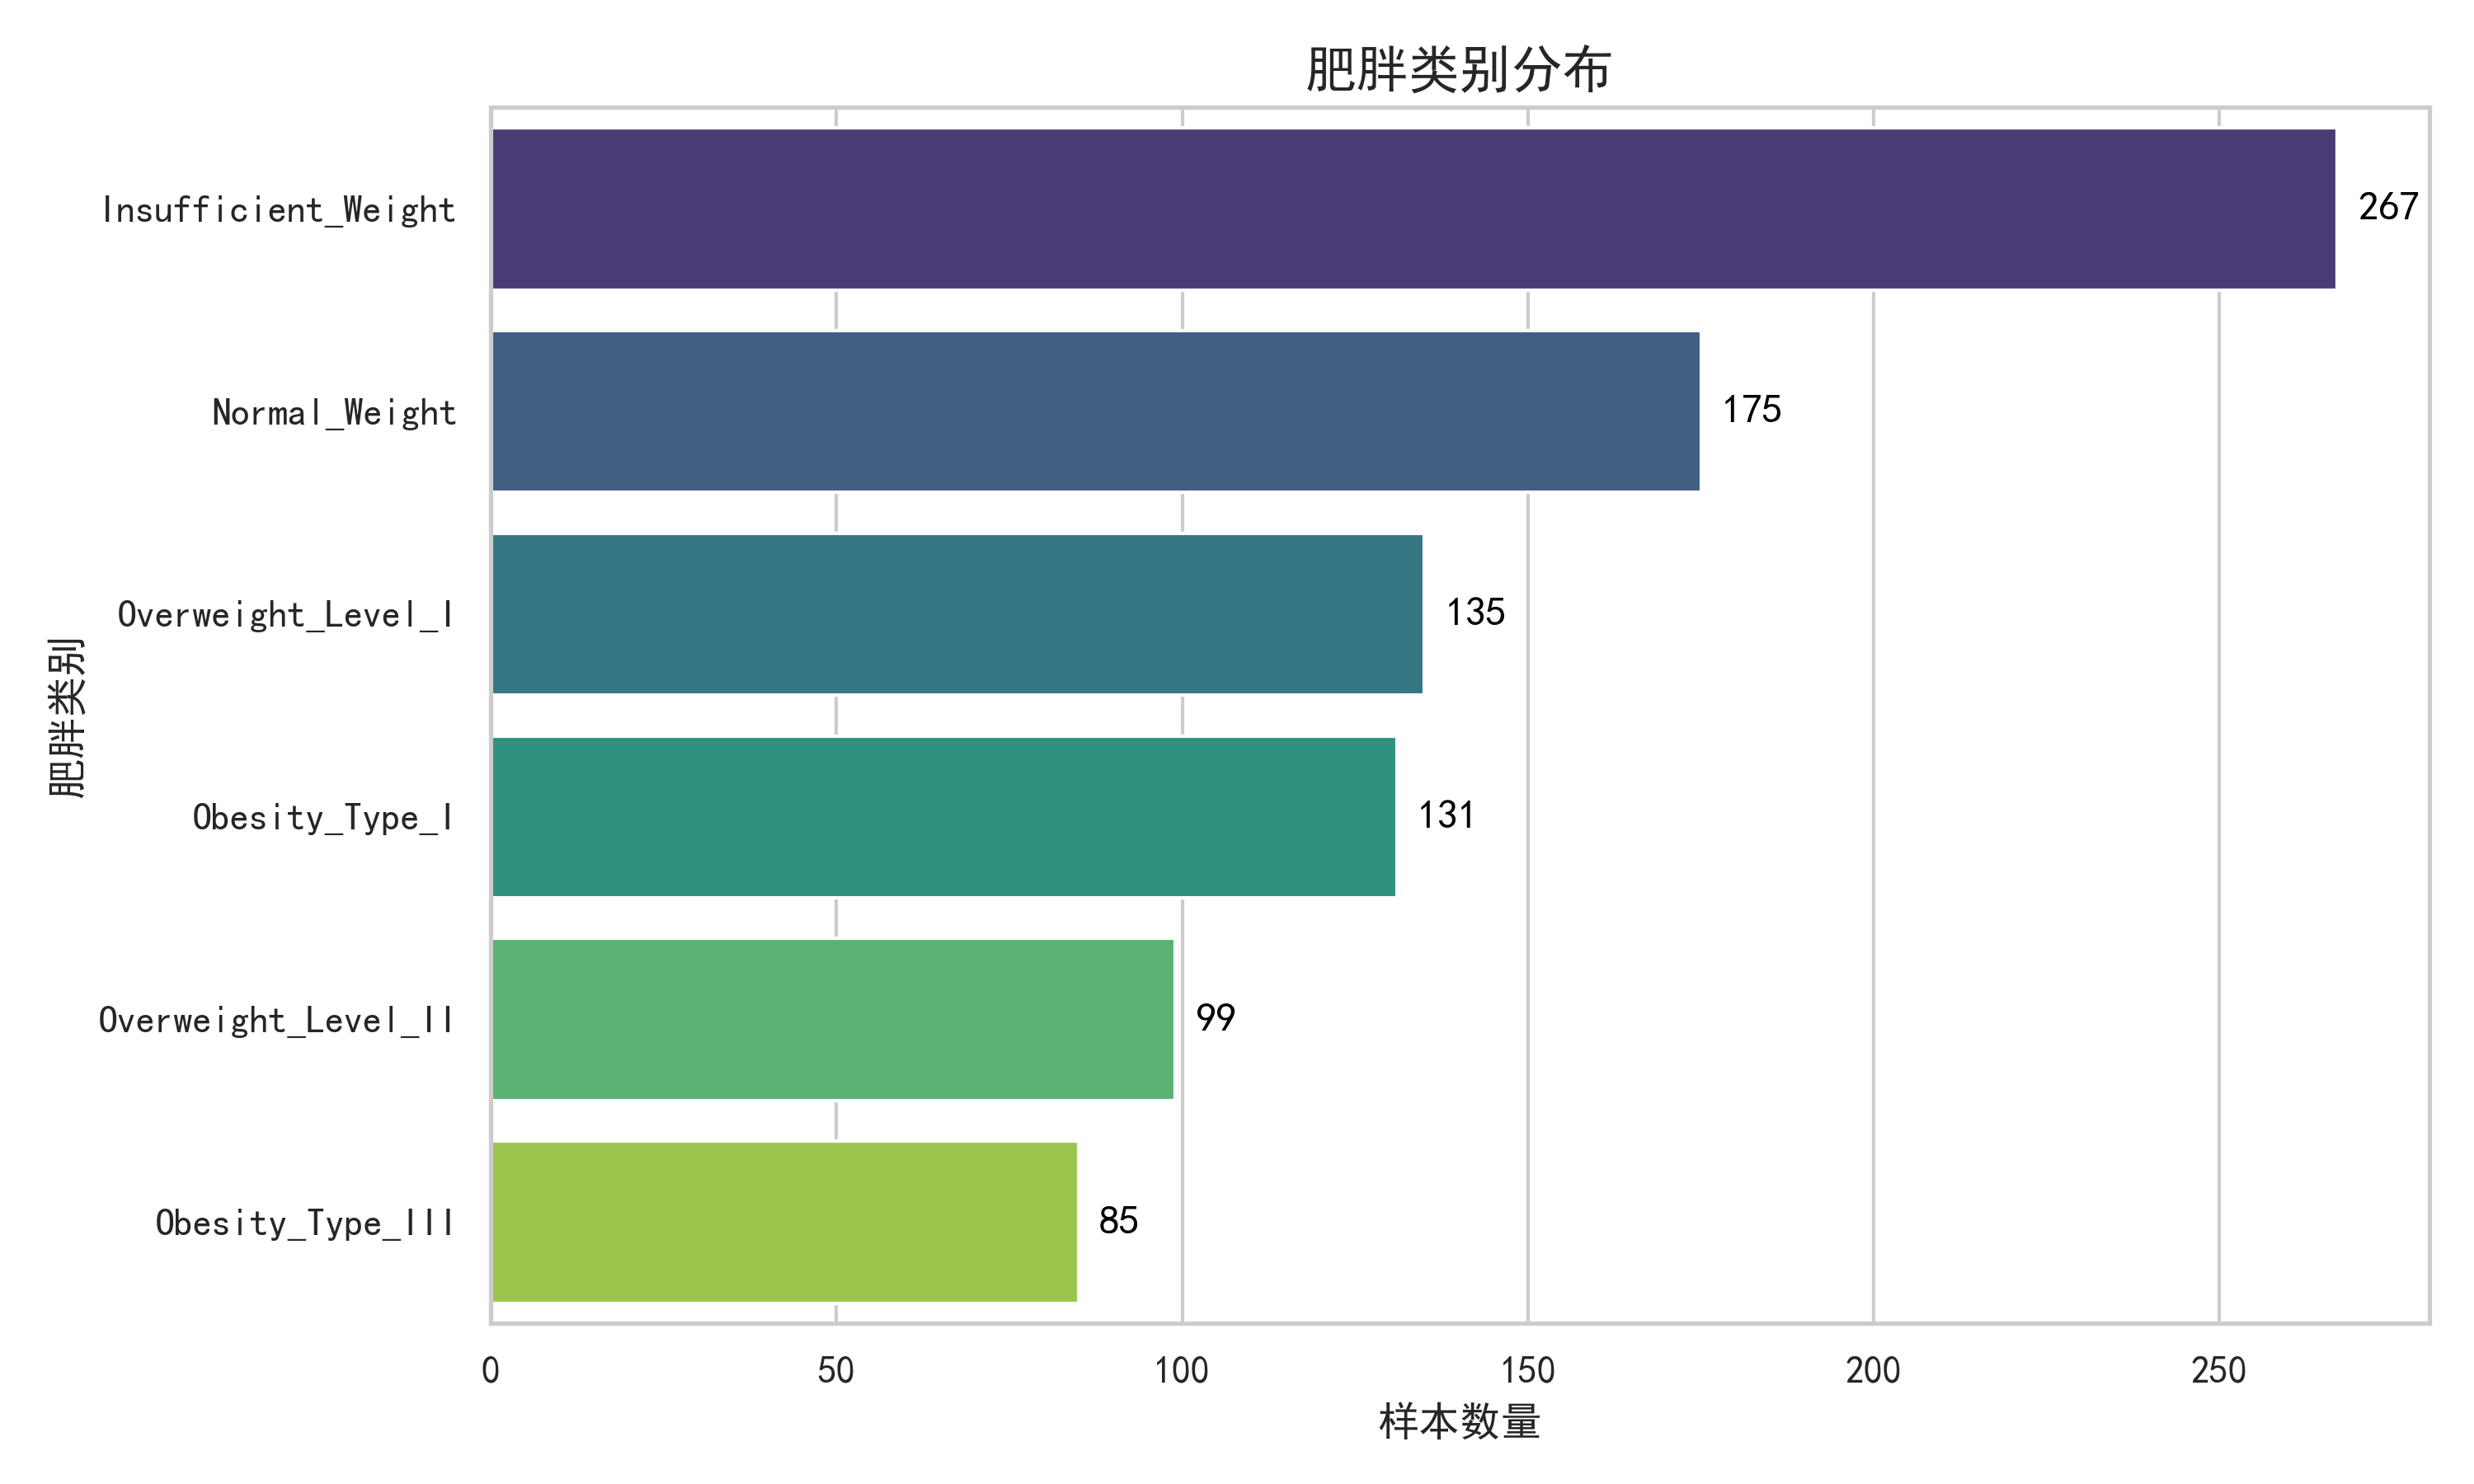 肥胖类别分布
肥胖类别
Insufficient_Weight
267
Normal_Weight
175
Overweight_Level_I
135
Obesity_Type_I
131
Overweight_Level_II
99
Obesity_Type_III
85
0 50 100 150 200 250
样本数量